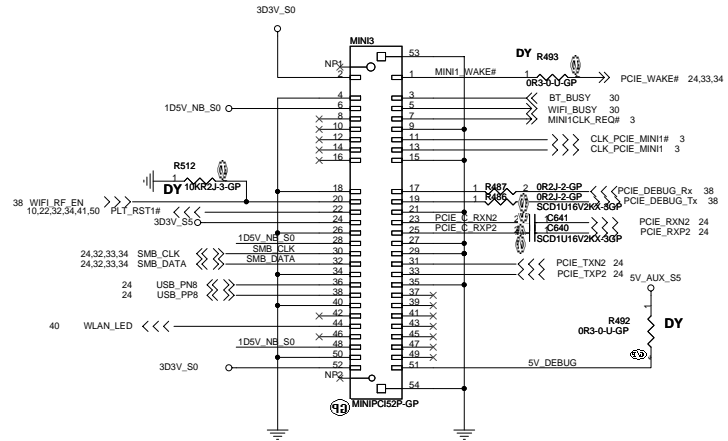 3D3V_S0
MINI3
53
NP1
2
1
MINI1_WAKE#
DY
R493
1
0R3-0-U-GP
PCIE_WAKE# 24,33,34
4
3
BT_BUSY 30
1D5V_NB_S0
6
5
WIFI_BUSY 30
8
7
MINI1CLK_REQ# 3
10
9
12
11
CLK_PCIE_MINI1# 3
14
13
CLK_PCIE_MINI1 3
16
15
R512
1
DY
10KR2J-3-GP
18
17
1
R487
2
0R2J-2-GP
PCIE_DEBUG_Rx 38
38 WIFI_RF_EN
20
19
1
R486
0R2J-2-GP
PCIE_DEBUG_Tx 38
10,22,32,34,41,50 PLT_RST1#
22
21
SCD1U16V2KX-3GP
3D3V_S5
24
23
PCIE_C_RXN2
2
1
C641
PCIE_RXN2 24
26
25
PCIE_C_RXP2
C640
PCIE_RXP2 24
1D5V_NB_S0
28
27
SCD1U16V2KX-3GP
24,32,33,34 SMB_CLK
SMB_CLK
30
29
24,32,33,34 SMB_DATA
SMB_DATA
32
31
PCIE_TXN2 24
34
33
PCIE_TXP2 24
24 USB_PN8
36
35
24 USB_PP8
38
37
5V_AUX_S5
40
39
42
41
40 WLAN_LED
44
43
46
45
1D5V_NB_S0
48
47
50
49
3D3V_S0
52
51
5V_DEBUG
1
R492
0R3-0-U-GP
DY
NP2
54
MINIPCI52P-GP